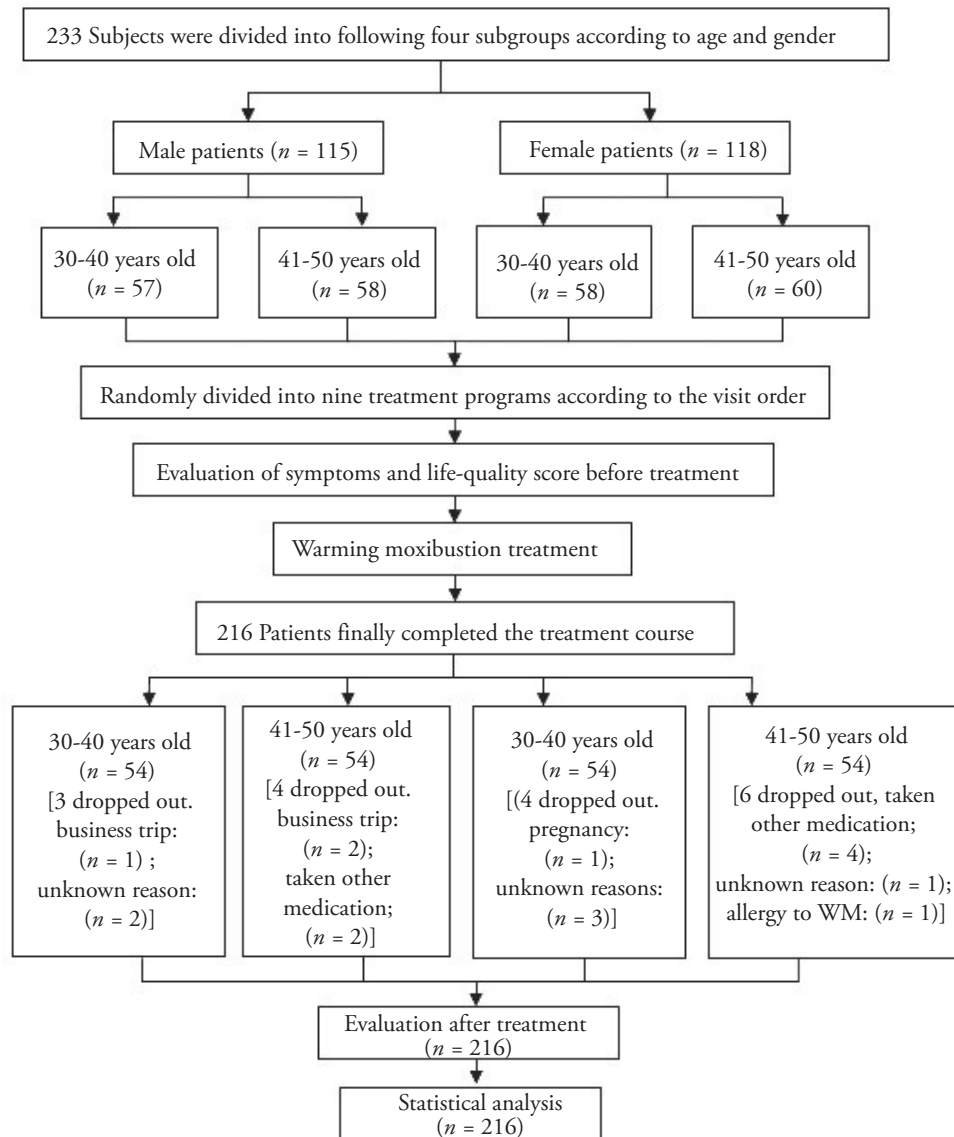 233 Subjects were divided into following four subgroups according to age and gender
Male patients (n = 115)
Female patients (n = 118)
30-40 years old
(n = 57)
41-50 years old
(n = 58)
30-40 years old
(n = 58)
41-50 years old
(n = 60)
Randomly divided into nine treatment programs according to the visit order
Evaluation of symptoms and life-quality score before treatment
Warming moxibustion treatment
216 Patients finally completed the treatment course
30-40 years old
(n = 54)
[3 dropped out.
business trip:
(n = 1) ;
unknown reason:
(n = 2)]
41-50 years old
(n = 54)
[4 dropped out.
business trip:
(n = 2);
taken other
medication;
(n = 2)]
30-40 years old
(n = 54)
[(4 dropped out.
pregnancy:
(n = 1);
unknown reasons:
(n = 3)]
41-50 years old
(n = 54)
[6 dropped out, taken
other medication;
(n = 4);
unknown reason: (n = 1);
allergy to WM: (n = 1)]
Evaluation after treatment
(n = 216)
Statistical analysis
(n = 216)